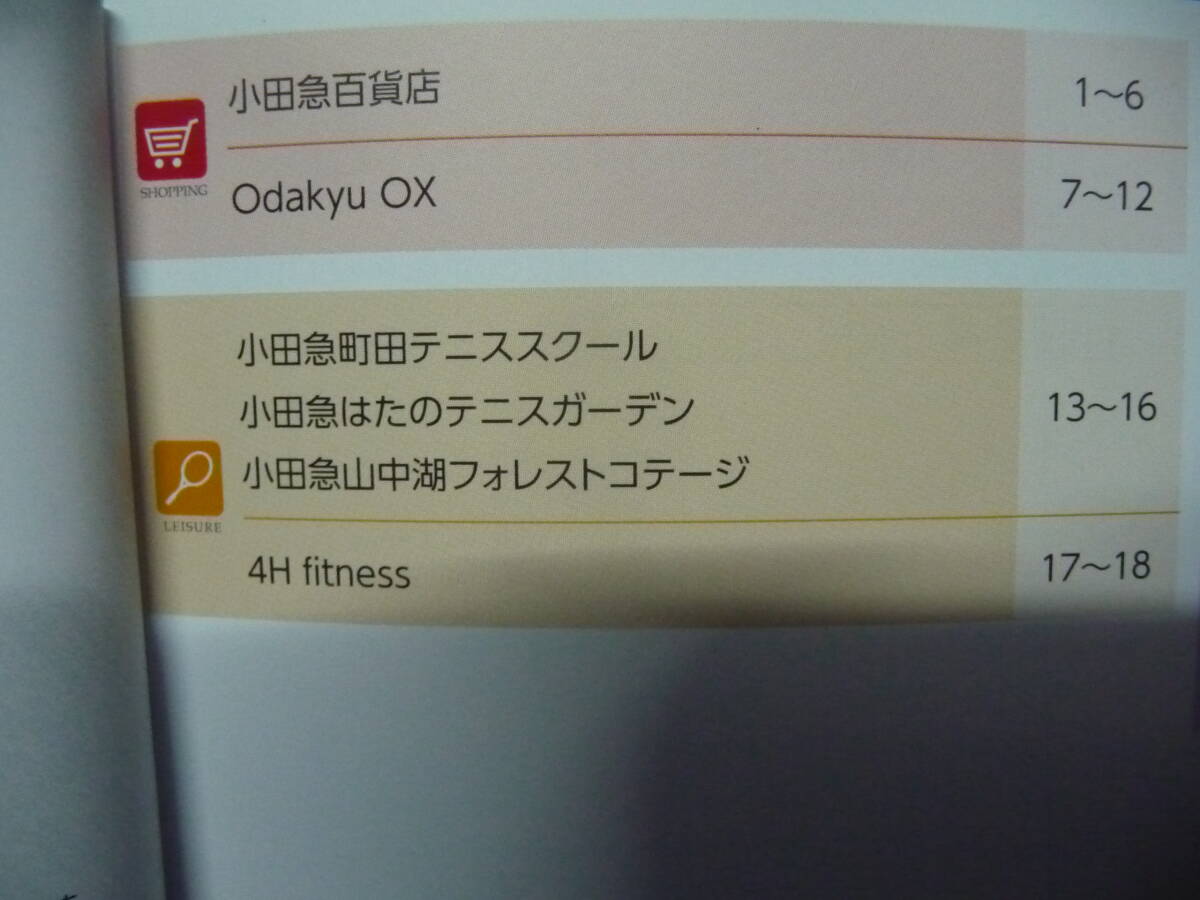 小田急百貨店 1～6
SHOPPING
Odakyu OX 7～12
小田急町田テニススクール
小田急はたのテニスガーデン 13～16
小田急山中湖フォレストコテージ
LEISURE
4H fitness 17～18